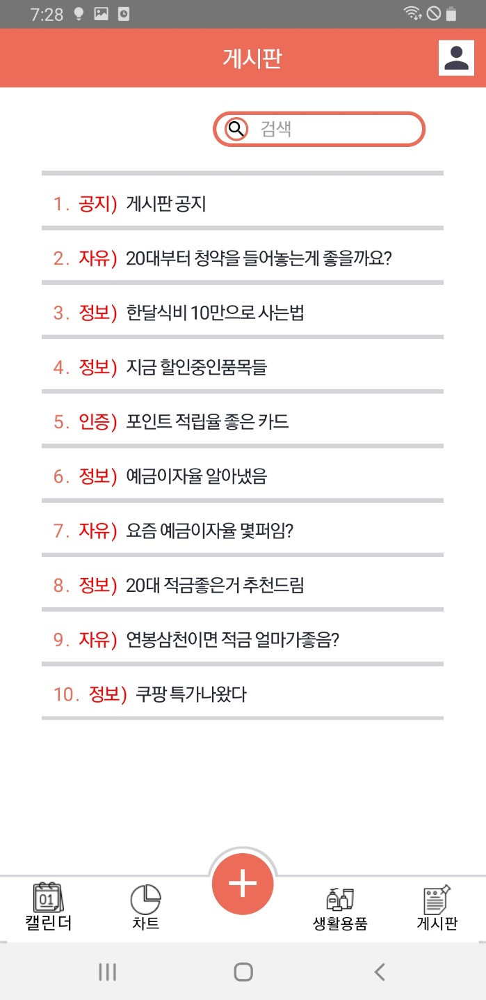 7:28
게시판
검색
1. 공지) 게시판 공지
2. 자유) 20대부터 청약을 들어놓는게 좋을까요?
3. 정보) 한달식비 10만으로 사는법
4. 정보) 지금 할인중인품목들
5. 인증) 포인트 적립율 좋은 카드
6. 정보) 예금이자율 알아냈음
7. 자유) 요즘 예금이자율 몇퍼임?
8. 정보) 20대 적금좋은거 추천드림
9. 자유) 연봉삼천이면 적금 얼마가좋음?
10. 정보) 쿠팡 특가나왔다
01
캘린더 차트 생활용품 게시판